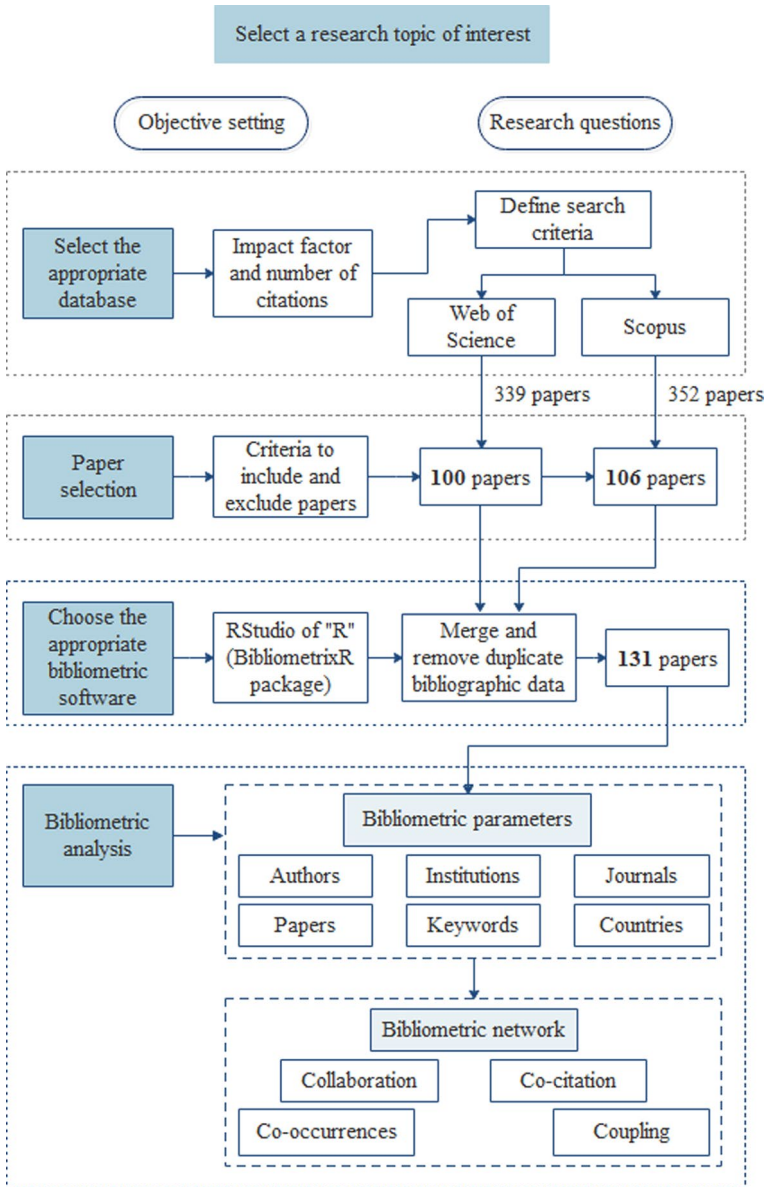 Select a research topic of interest
Objective setting
Research questions
Select the
appropriate
database
Impact factor
and number of
citations
Define search
criteria
Web of
Science
Scopus
339 papers
352 papers
Paper
selection
Criteria to
include and
exclude papers
100 papers
106 papers
Choose the
appropriate
bibliometric
software
RStudio of "R"
(BibliometrixR
package)
Merge and
remove duplicate
bibliographic data
131 papers
Bibliometric
analysis
Bibliometric parameters
Authors
Institutions
Journals
Papers
Keywords
Countries
Bibliometric network
Collaboration
Co-citation
Co-occurrences
Coupling